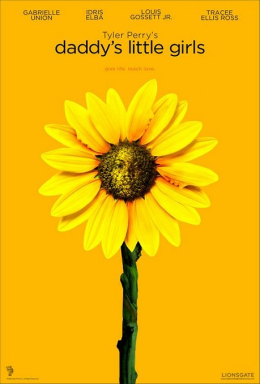 GABRIELLE UNION IDRIS ELBA LOUIS GOSSETT JR. TRACEE ELLIS ROSS
Tyler Perry's
daddy's little girls
LIONSGATE